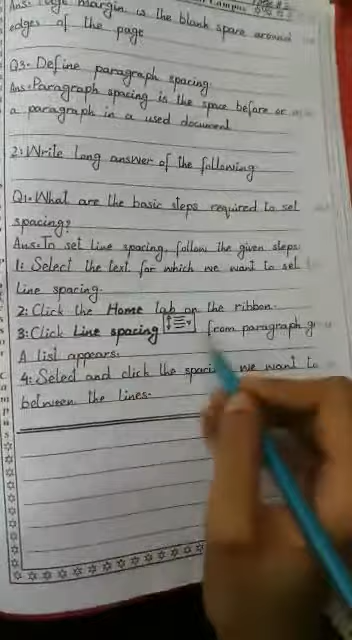 Ans: Page margin is the blank space around
edges of the page
Q3- Define paragraph spacing.
Ans:Paragraph spacing is the space before or
a paragraph in a used document
2: Write long answer of the following
Q1: What are the basic steps required to set
spacing?
Ans:To set Line spacing, follow the given steps
1: Select the text for which we want to set
Line spacing.
2: Click the Home tab on the ribbon.
3: Click Line spacing from paragraph
A list appears.
4: Select and click the we want to
between the lines.